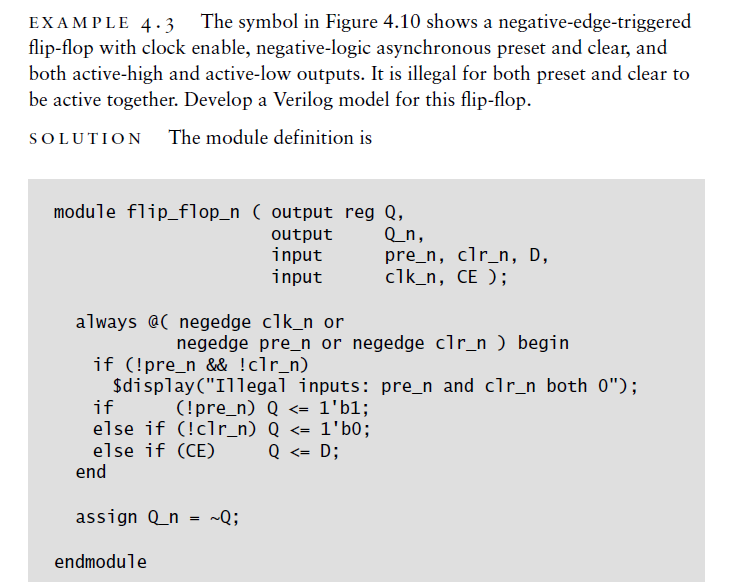 EXAMPLE 4.3 The symbol in Figure 4.10 shows a negative-edge-triggered
flip-flop with clock enable, negative-logic asynchronous preset and clear, and
both active-high and active-low outputs. It is illegal for both preset and clear to
be active together. Develop a Verilog model for this flip-flop.
SOLUTION The module definition is
module flip_flop_n ( output reg Q,
output Q_n,
input pre_n, clr_n, D,
input clk_n, CE );
always @( negedge clk_n or
negedge pre_n or negedge clr_n ) begin
if (!pre_n && !clr_n)
$display("Illegal inputs: pre_n and clr_n both 0");
if (!pre_n) Q <= 1'b1;
else if (!clr_n) Q <= 1'b0;
else if (CE) Q <= D;
end
assign Q_n = ~Q;
endmodule